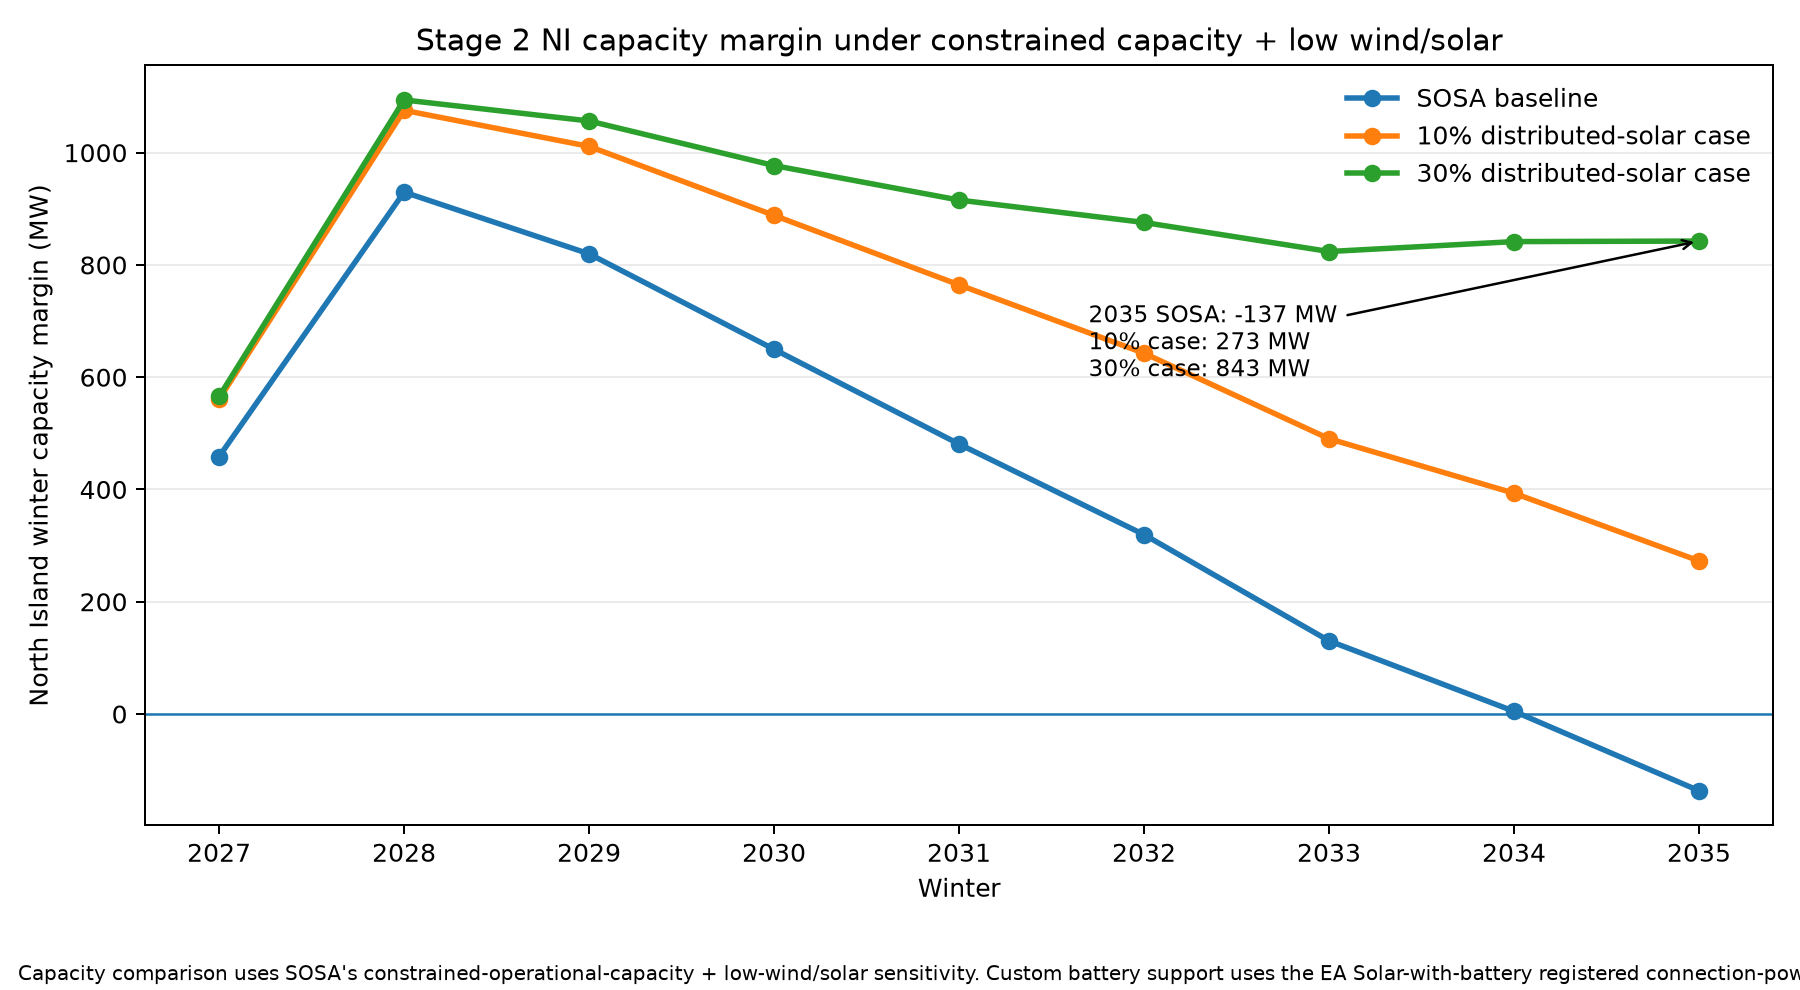 Stage 2 NI capacity margin under constrained capacity + low wind/solar
North Island winter capacity margin (MW)
1000
800
600
400
200
0
SOSA baseline
10% distributed-solar case
30% distributed-solar case
2035 SOSA: -137 MW
10% case: 273 MW
30% case: 843 MW
2027 2028 2029 2030 2031 2032 2033 2034 2035
Winter
Capacity comparison uses SOSA's constrained-operational-capacity + low-wind/solar sensitivity. Custom battery support uses the EA Solar-with-battery registered